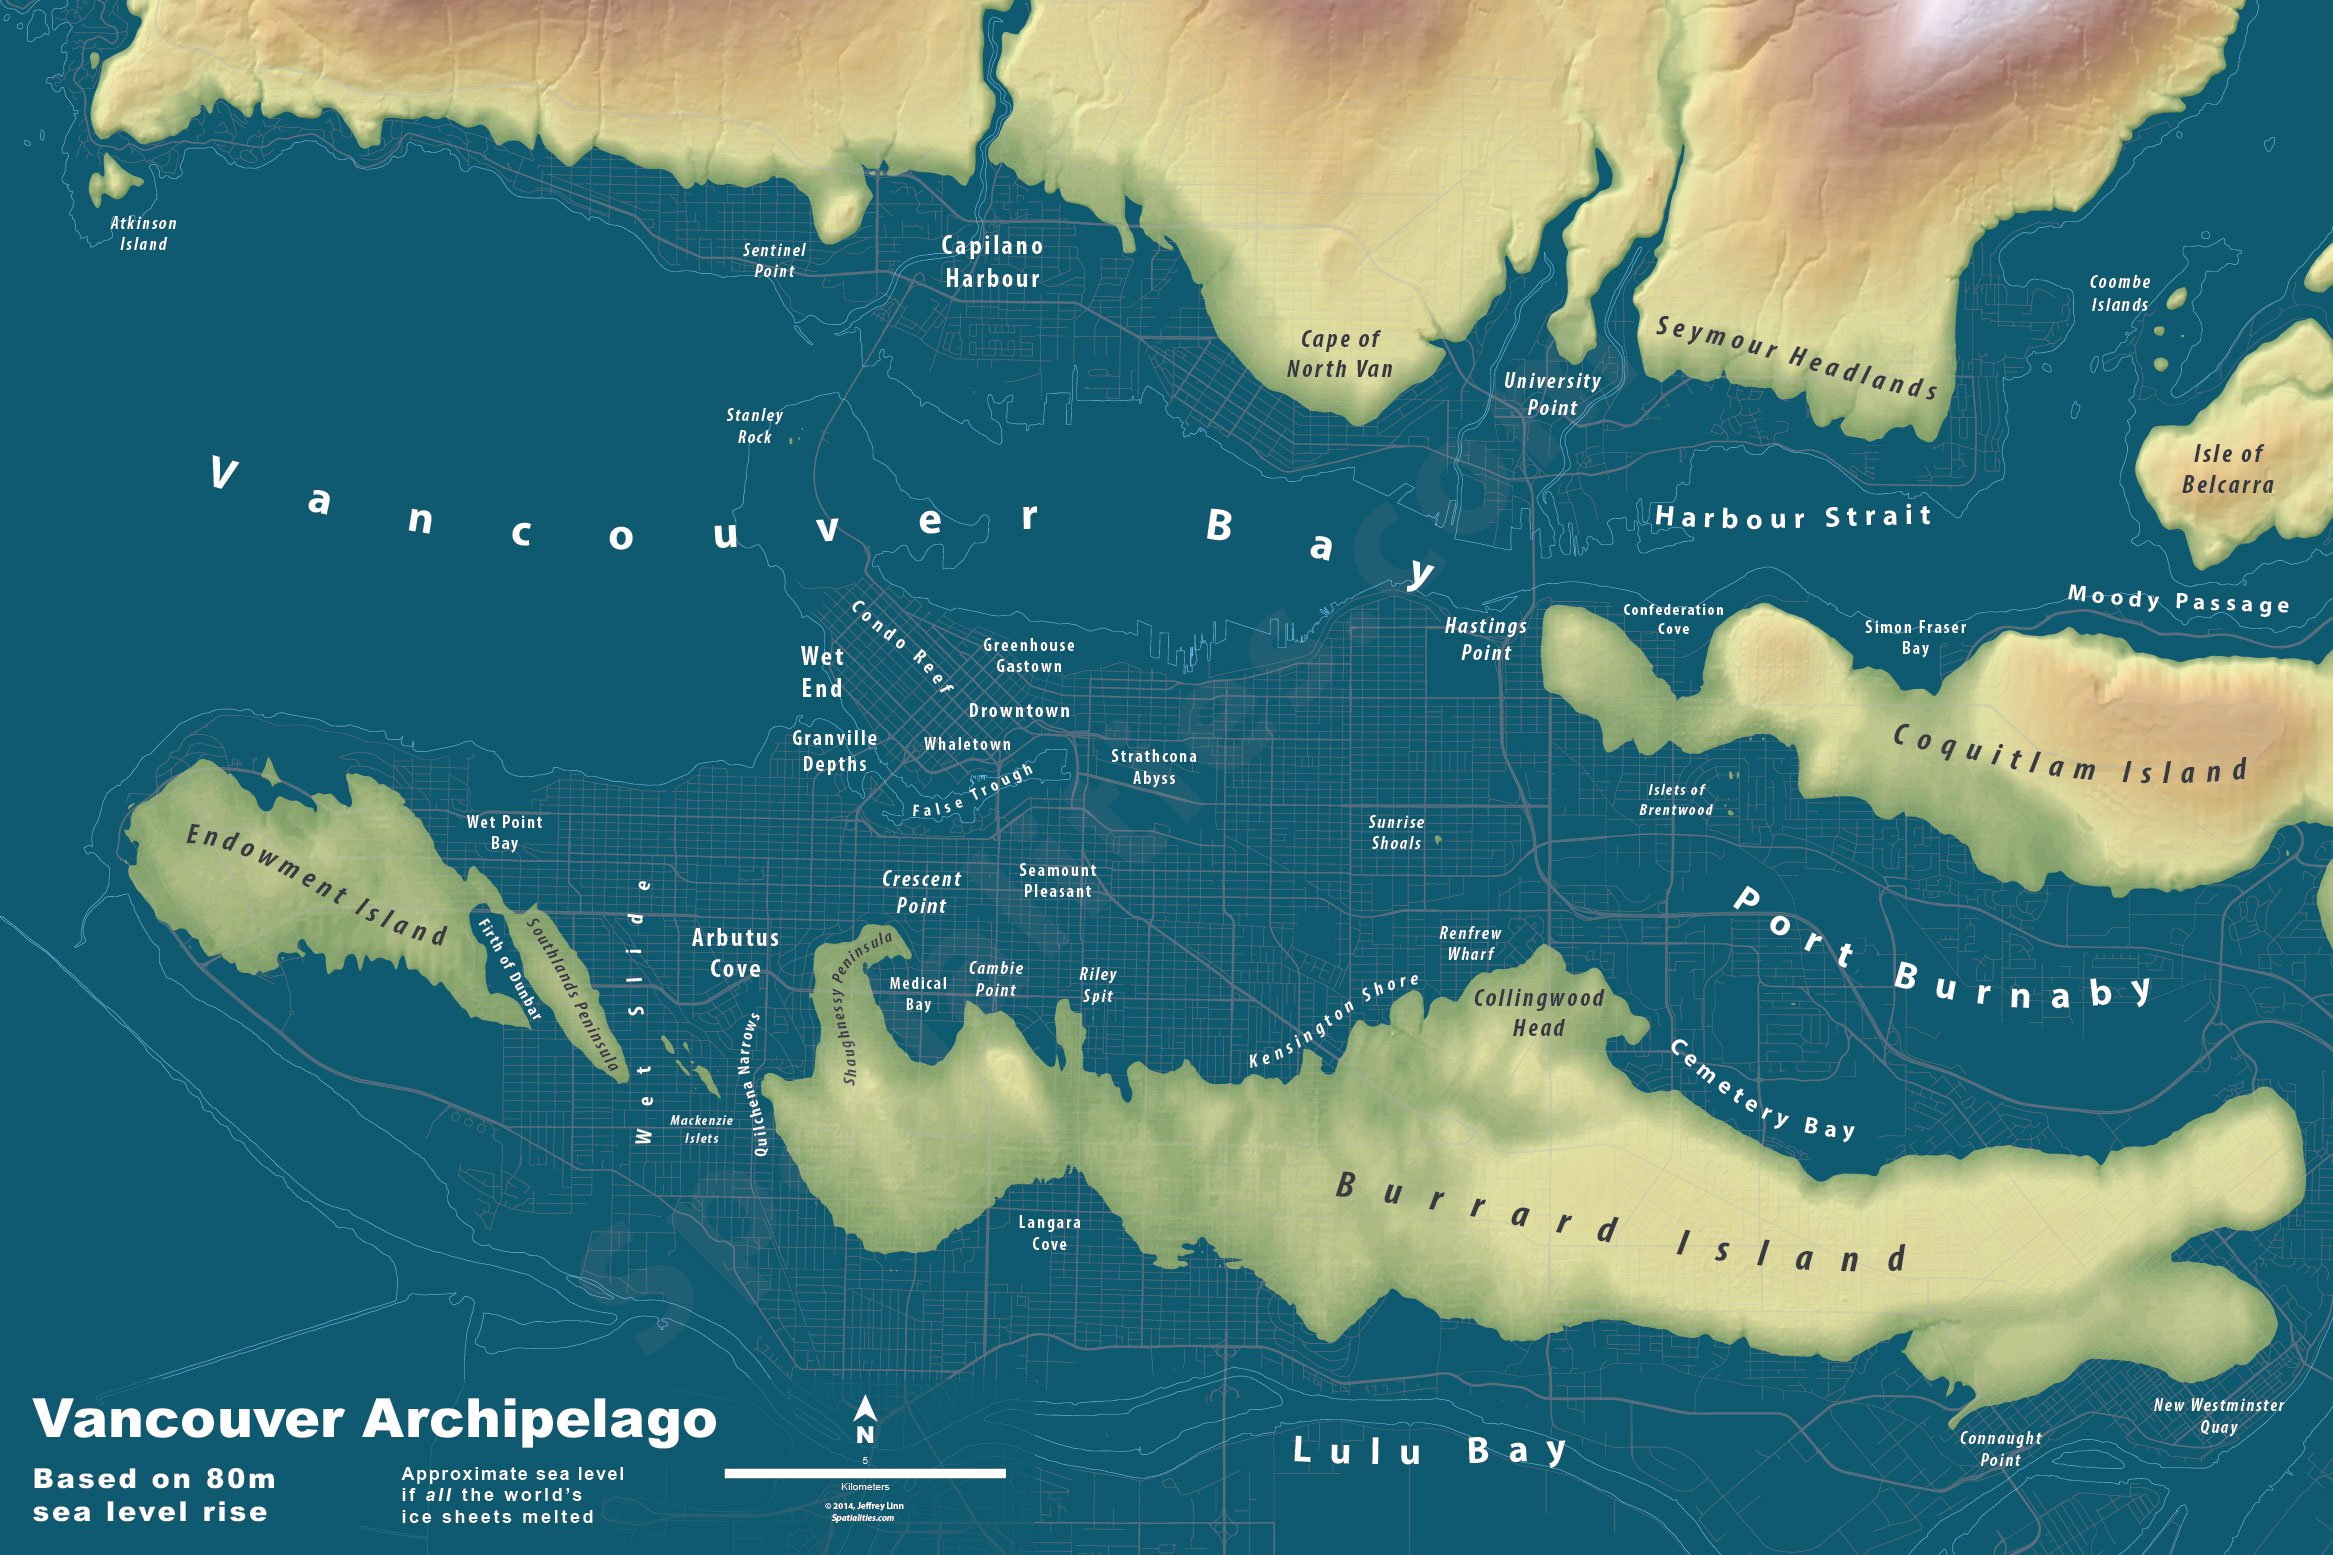 Atkinson
Island
Sentinel
Point
Capilano
Harbour
Cape of
North Van
University
Point
Seymour Headlands
Coombe
Islands
Isle of
Belcarra
Stanley
Rock
Vancouver Bay
Harbour Strait
Moody Passage
Condo Reef
Wet
End
Greenhouse
Gastown
Drowntown
Whaletown
Granville
Depths
False Trough
Strathcona
Abyss
Hastings
Point
Confederation
Cove
Simon Fraser
Bay
Coquitlam Island
Islets of
Brentwood
Sunrise
Shoals
Endowment Island
Wet Point
Bay
Firth of Dunbar
Southlands Peninsula
Wet Slide
Arbutus
Cove
Crescent
Point
Seamount
Pleasant
Shaughnessy Peninsula
Medical
Bay
Cambie
Point
Riley
Spit
Kensington Shore
Renfrew
Wharf
Collingwood
Head
Port Burnaby
Cemetery Bay
Quilchena Narrows
Mackenzie
Islets
Langara
Cove
Burrard Island
Lulu Bay
Connaught
Point
New Westminster
Quay
Vancouver Archipelago
Based on 80m
sea level rise
Approximate sea level
if all the world's
ice sheets melted
N
5
Kilometers
© 2014, Jeffrey Linn
Spatialities.com